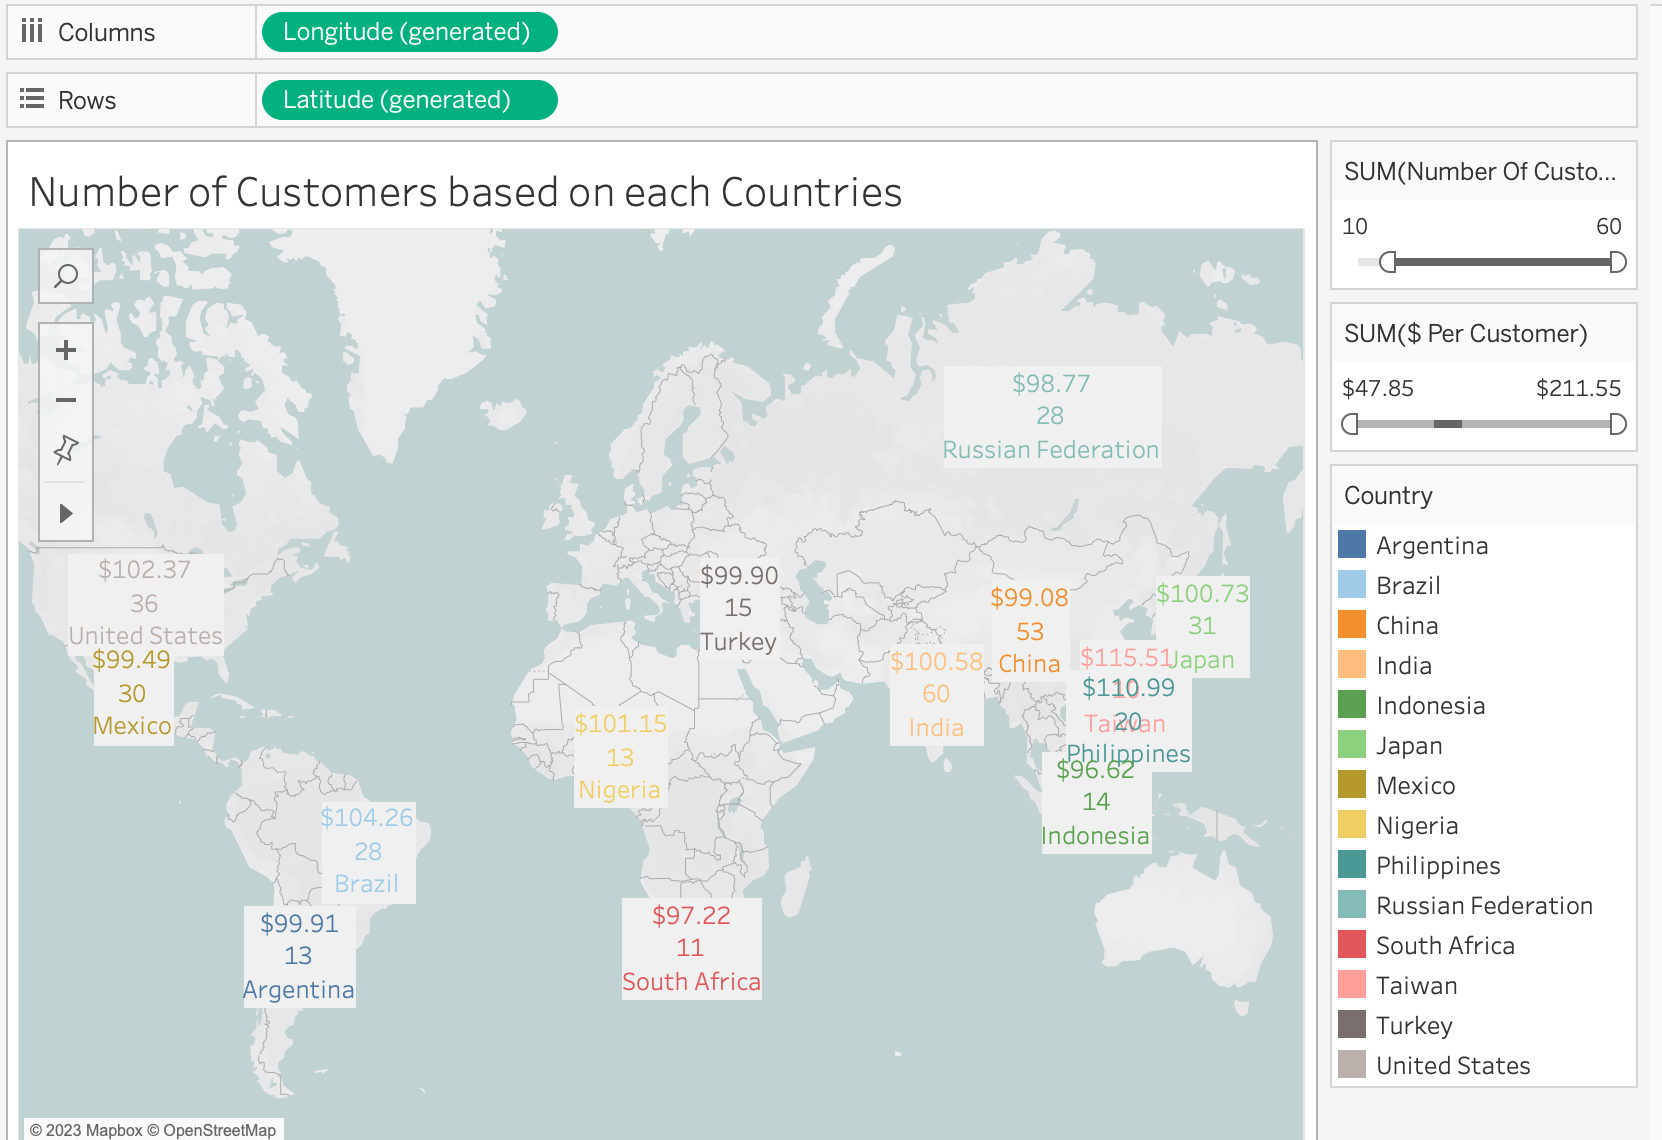 Columns
Longitude (generated)
Rows
Latitude (generated)
Number of Customers based on each Countries
$98.77
28
Russian Federation
$102.37
36
United States
$99.49
30
Mexico
$99.90
15
Turkey
$99.08
53
China
$100.73
31
Japan
$100.58
60
India
$115.51
10
Taiwan
$110.99
20
Philippines
$96.62
14
Indonesia
$101.15
13
Nigeria
$104.26
28
Brazil
$99.91
13
Argentina
$97.22
11
South Africa
© 2023 Mapbox © OpenStreetMap
SUM(Number Of Custo...
10 60
SUM($ Per Customer)
$47.85 $211.55
Country
Argentina
Brazil
China
India
Indonesia
Japan
Mexico
Nigeria
Philippines
Russian Federation
South Africa
Taiwan
Turkey
United States